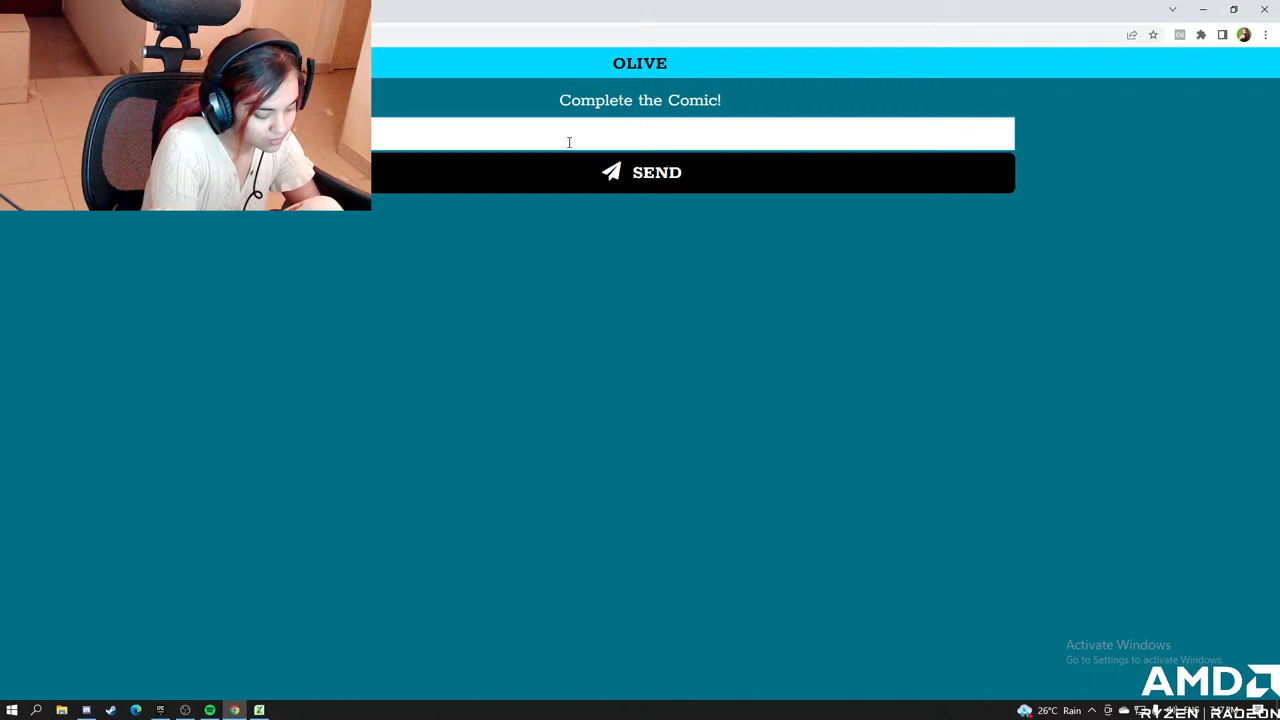 OLIVE
Complete the Comic!
SEND
Activate Windows
Go to Settings to activate Windows.
AMD
RYZEN RADEON
26°C Rain